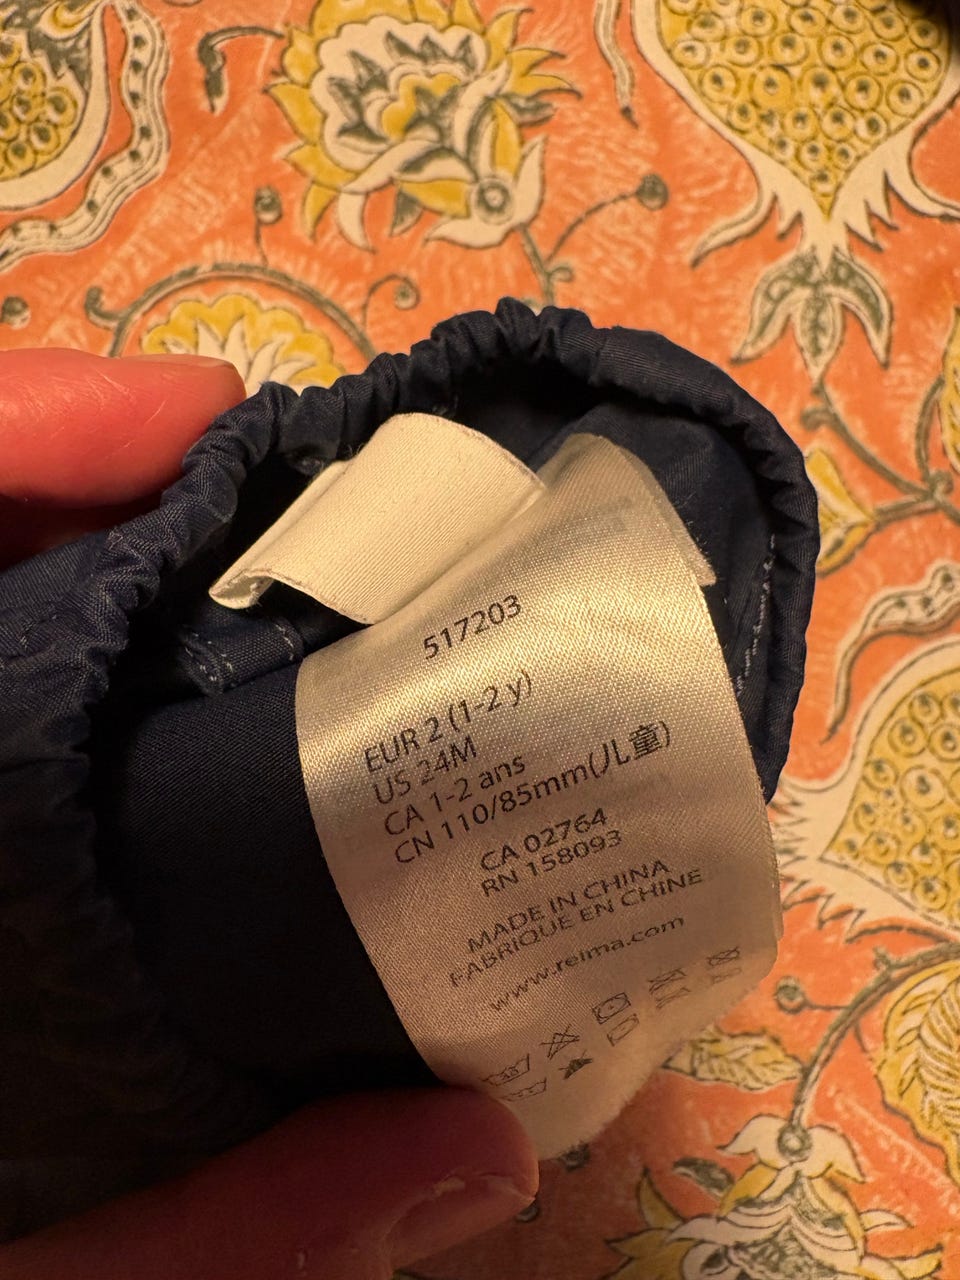 517203
EUR 2 (1-2 y)
US 24M
CA 1-2 ans
CN 110/85mm(儿童)
CA 02764
RN 158093
MADE IN CHINA
FABRIQUE EN CHINE
www.reima.com